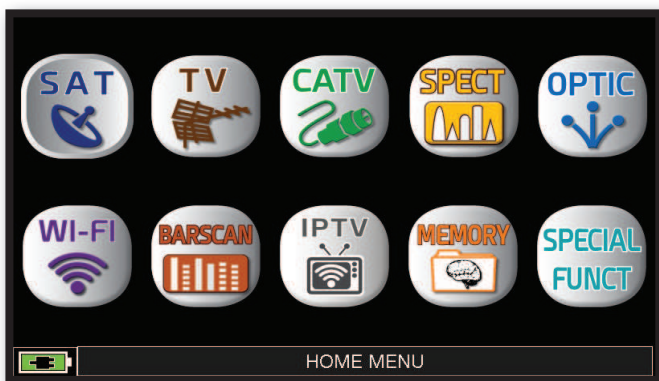 SAT
TV
CATV
SPECT
OPTIC
WI-FI
BARSCAN
IPTV
MEMORY
SPECIAL
FUNCT
HOME MENU